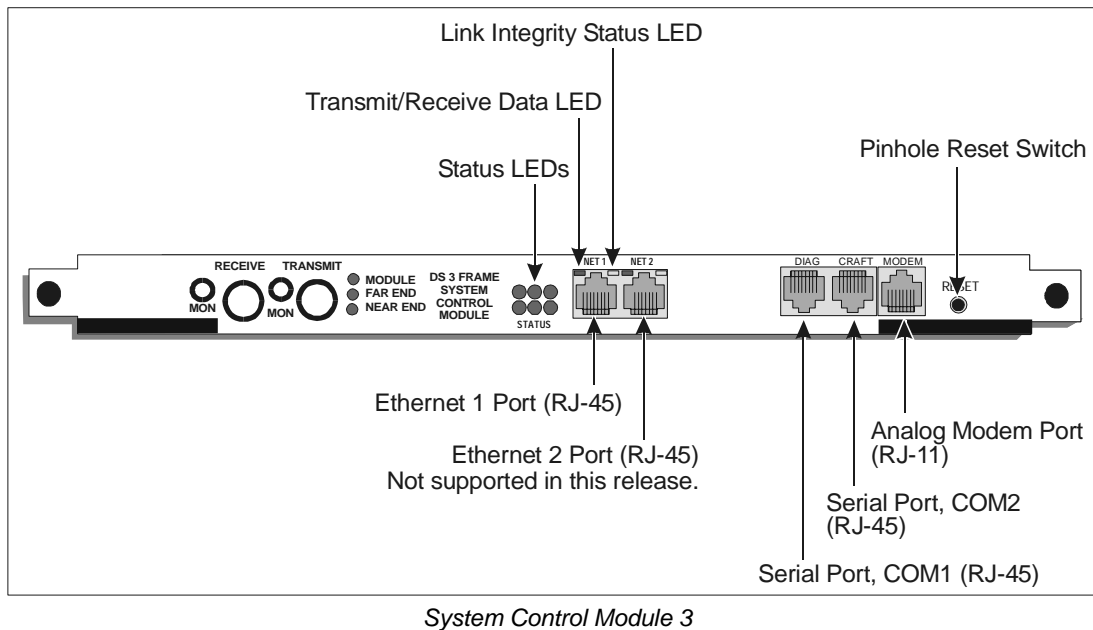 Link Integrity Status LED
Transmit/Receive Data LED
Status LEDs
Pinhole Reset Switch
RECEIVE
TRANSMIT
MON
MON
MODULE
FAR END
NEAR END
DS 3 FRAME
SYSTEM
CONTROL
MODULE
STATUS
NET 1
NET 2
DIAG
CRAFT
MODEM
RESET
Ethernet 1 Port (RJ-45)
Ethernet 2 Port (RJ-45)
Not supported in this release.
Analog Modem Port
(RJ-11)
Serial Port, COM2
(RJ-45)
Serial Port, COM1 (RJ-45)
System Control Module 3